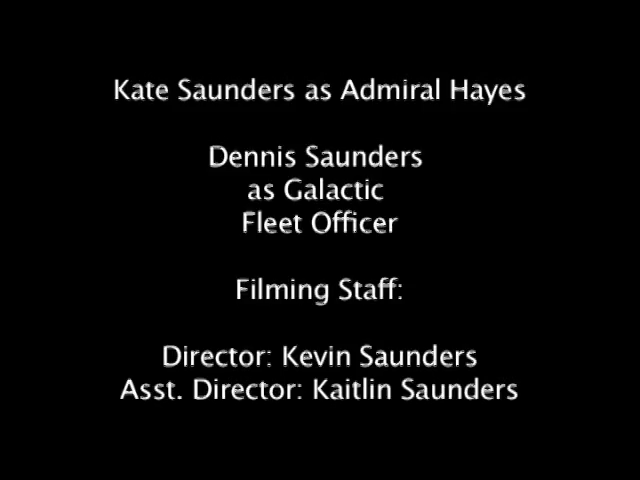 Kate Saunders as Admiral Hayes
Dennis Saunders
as Galactic
Fleet Officer
Filming Staff:
Director: Kevin Saunders
Asst. Director: Kaitlin Saunders